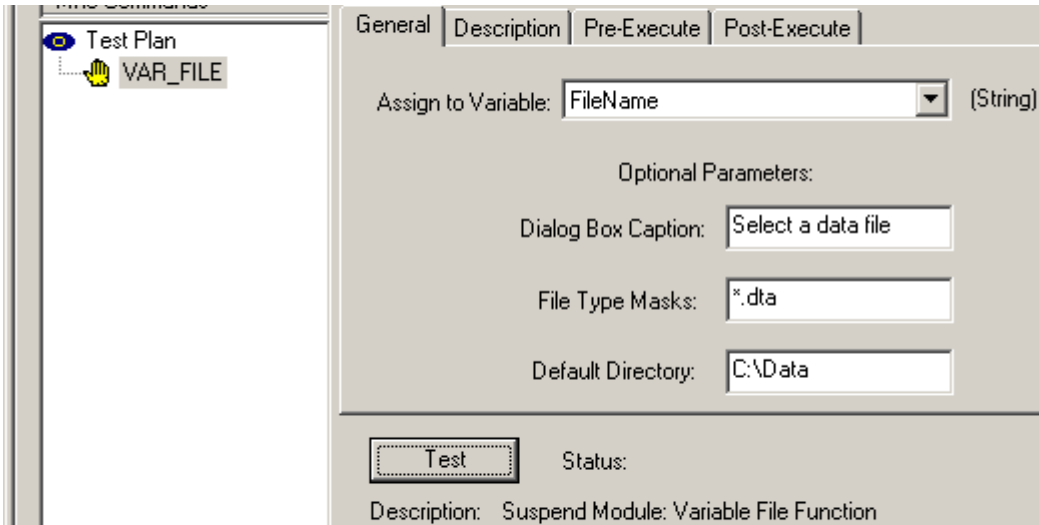 Commands
Test Plan
VAR_FILE
General Description Pre-Execute Post-Execute
Assign to Variable: FileName (String)
Optional Parameters:
Dialog Box Caption: Select a data file
File Type Masks: *.dta
Default Directory: C:\Data
Test Status:
Description: Suspend Module: Variable File Function